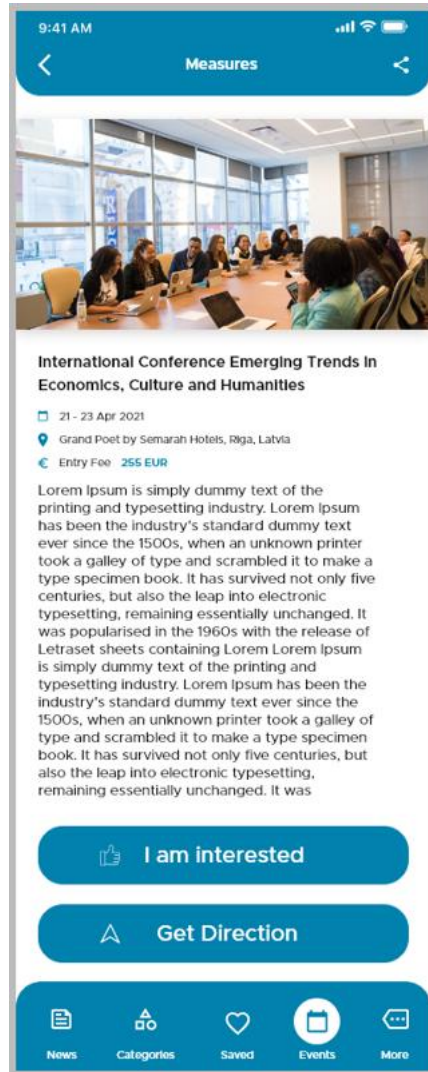 9:41 AM
Measures
International Conference Emerging Trends in
Economics, Culture and Humanities
21 - 23 Apr 2021
Grand Poet by Semarah Hotels, Riga, Latvia
€ Entry Fee 255 EUR
Lorem Ipsum is simply dummy text of the
printing and typesetting industry. Lorem Ipsum
has been the industry's standard dummy text
ever since the 1500s, when an unknown printer
took a galley of type and scrambled it to make a
type specimen book. It has survived not only five
centuries, but also the leap into electronic
typesetting, remaining essentially unchanged. It
was popularised in the 1960s with the release of
Letraset sheets containing Lorem Lorem Ipsum
is simply dummy text of the printing and
typesetting industry. Lorem Ipsum has been the
industry's standard dummy text ever since the
1500s, when an unknown printer took a galley of
type and scrambled it to make a type specimen
book. It has survived not only five centuries, but
also the leap into electronic typesetting,
remaining essentially unchanged. It was
I am interested
Get Direction
News Categories Saved Events More